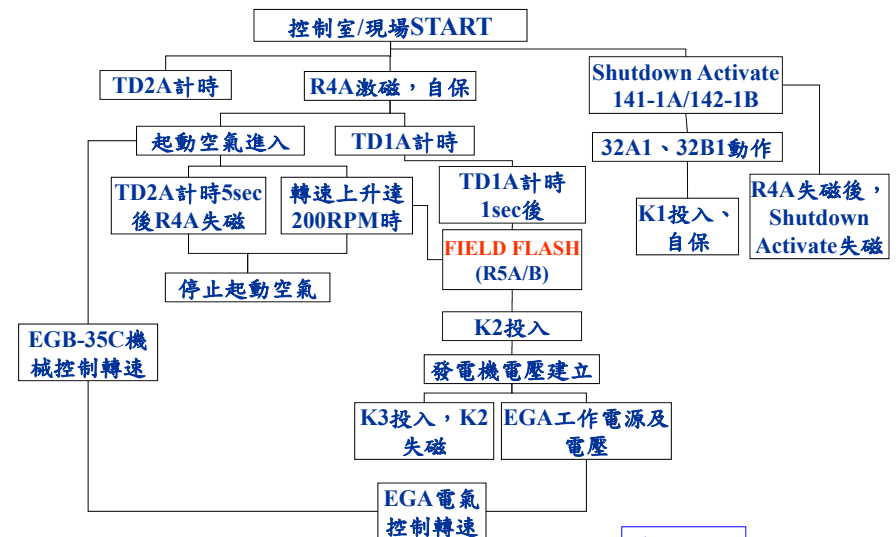 控制室/現場START
TD2A計時
R4A激磁，自保
Shutdown Activate
141-1A/142-1B
起動空氣進入
TD1A計時
32A1、32B1動作
TD2A計時5sec
後R4A失磁
轉速上升達
200RPM時
TD1A計時
1sec後
K1投入、
自保
R4A失磁後，
Shutdown
Activate失磁
FIELD FLASH
(R5A/B)
停止起動空氣
K2投入
EGB-35C機
械控制轉速
發電機電壓建立
K3投入，K2
失磁
EGA工作電源及
電壓
EGA電氣
控制轉速